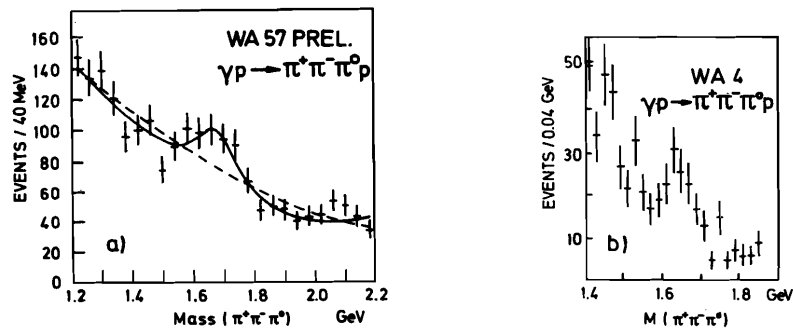 WA 57 PREL.
γp → π⁺π⁻π⁰p
EVENTS / 40 MeV
160
140
120
100
80
60
40
20
0
a)
1.2 1.4 1.6 1.8 2.0 2.2
Mass (π⁺π⁻π⁰) GeV
WA 4
γp → π⁺π⁻π⁰p
EVENTS / 0.04 GeV
50
30
10
b)
1.4 1.6 1.8
GeV
M (π⁺π⁻π⁰)